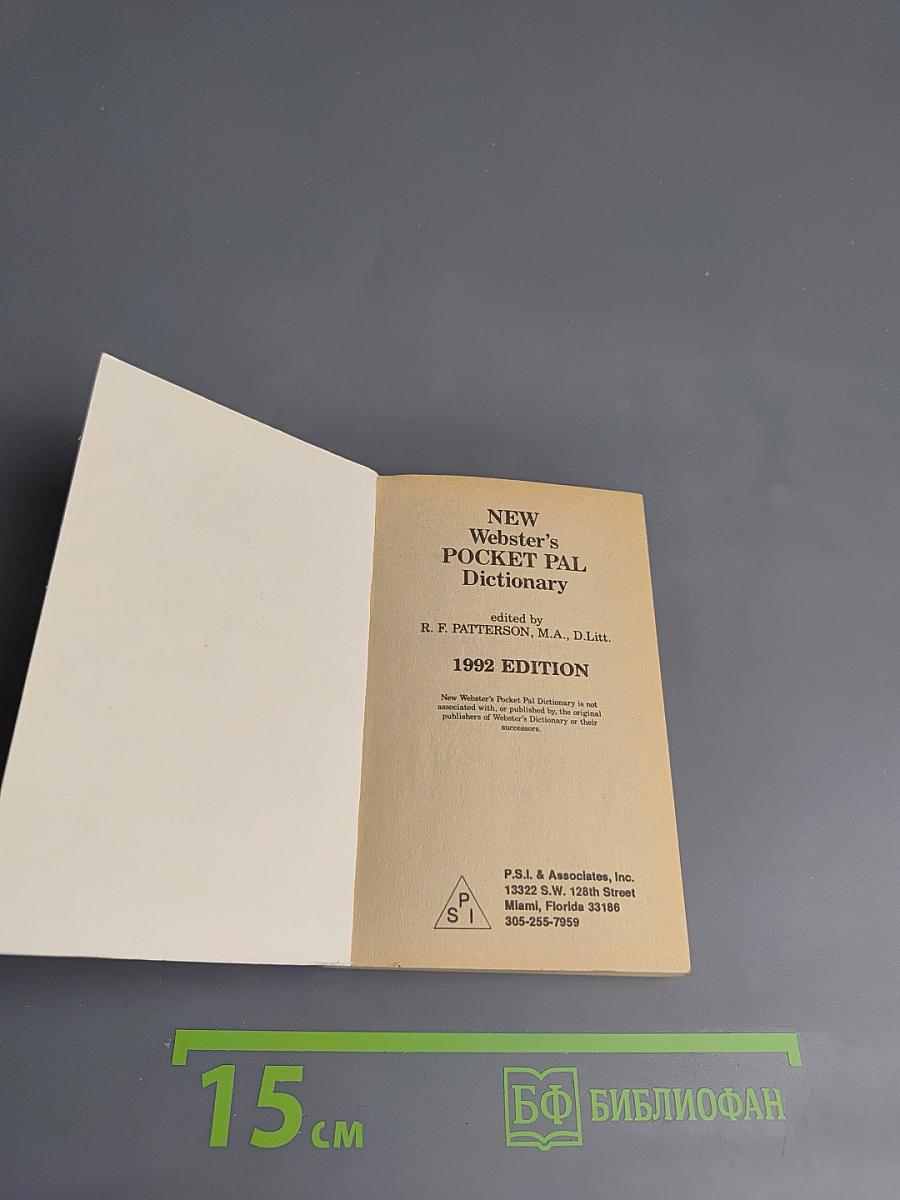 NEW
Webster's
POCKET PAL
Dictionary
edited by
R. F. PATTERSON, M.A., D.Litt.
1992 EDITION
New Webster's Pocket Pal Dictionary is not
associated with, or published by, the original
publishers of Webster's Dictionary or their
successors.
P
S I
P.S.I. & Associates, Inc.
13322 S.W. 128th Street
Miami, Florida 33186
305-255-7959
15 см
БФ БИБЛИОФАН